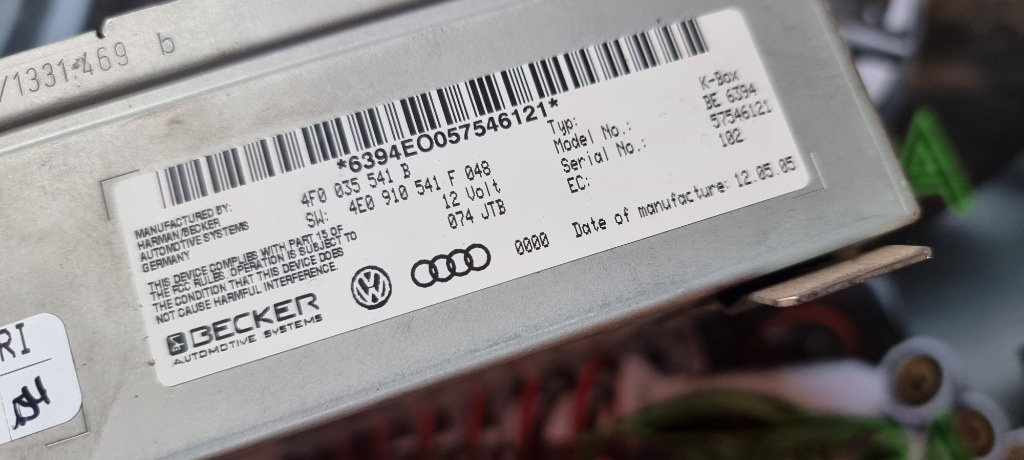 /1331469 b
*6394EO057546121*
4F0 035 541 B
SW: 4E0 910 541 F 048
12 Volt
074 JTB
Typ: K-Box
Model No.: BE 6394
Serial No.: 57546121
EC: 102
MANUFACTURED BY:
HARMAN/BECKER
AUTOMOTIVE SYSTEMS
GERMANY
THIS DEVICE COMPLIES WITH PART 15 OF
THE FCC RULES. OPERATION IS SUBJECT TO
THE CONDITION THAT THIS DEVICE DOES
NOT CAUSE HARMFUL INTERFERENCE.
0000 Date of manufacture: 12.05.05
BECKER
AUTOMOTIVE SYSTEMS
RI